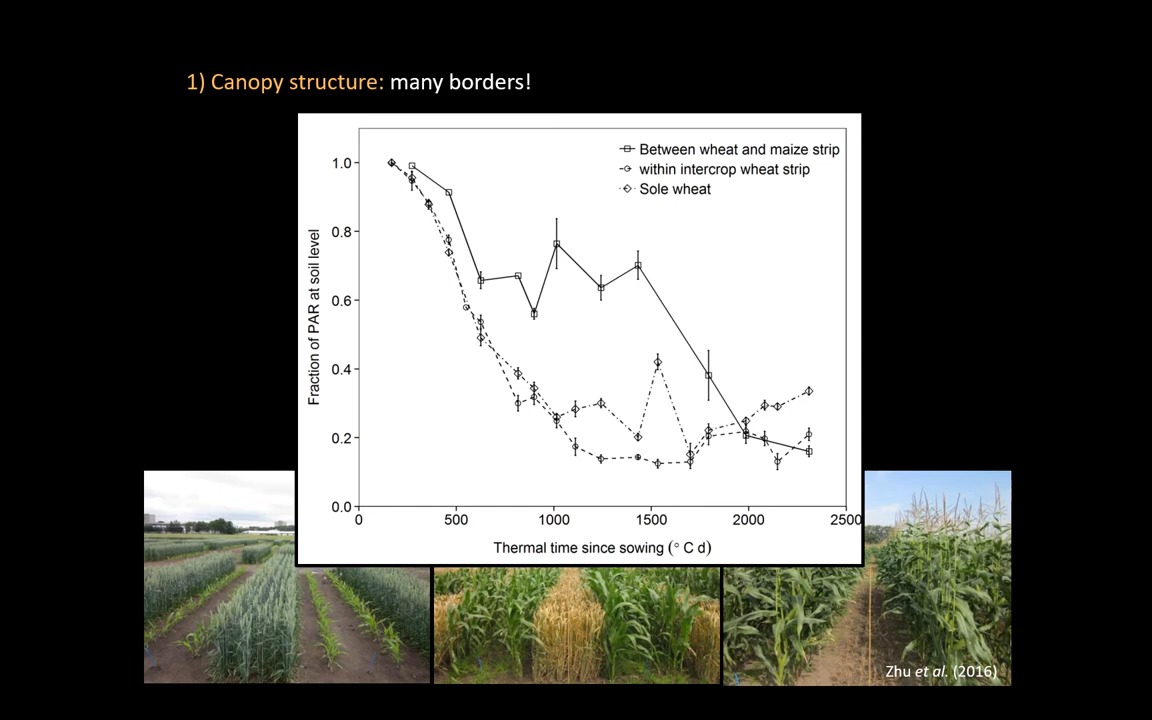 1) Canopy structure: many borders!
Between wheat and maize strip
within intercrop wheat strip
Sole wheat
1.0
0.8
0.6
0.4
0.2
0.0
Fraction of PAR at soil level
0 500 1000 1500 2000 2500
Thermal time since sowing (° C d)
Zhu et al. (2016)